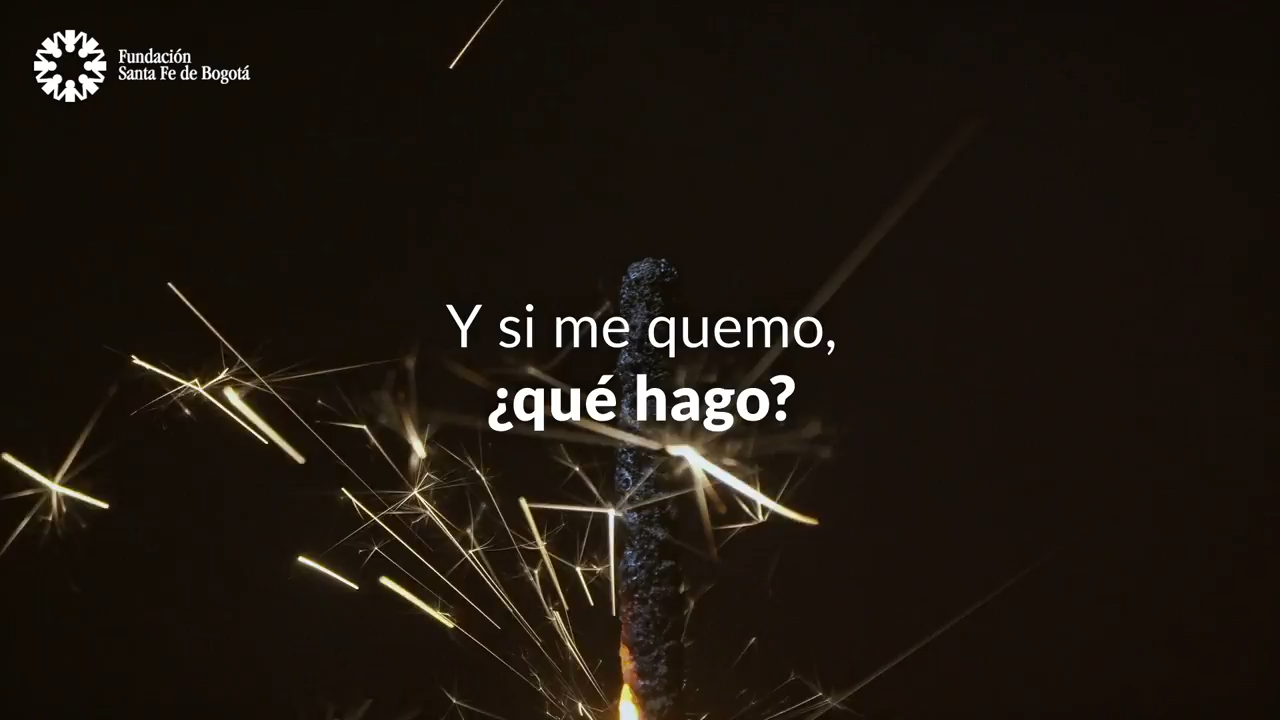 Fundación
Santa Fe de Bogotá
Y si me quemo,
¿qué hago?